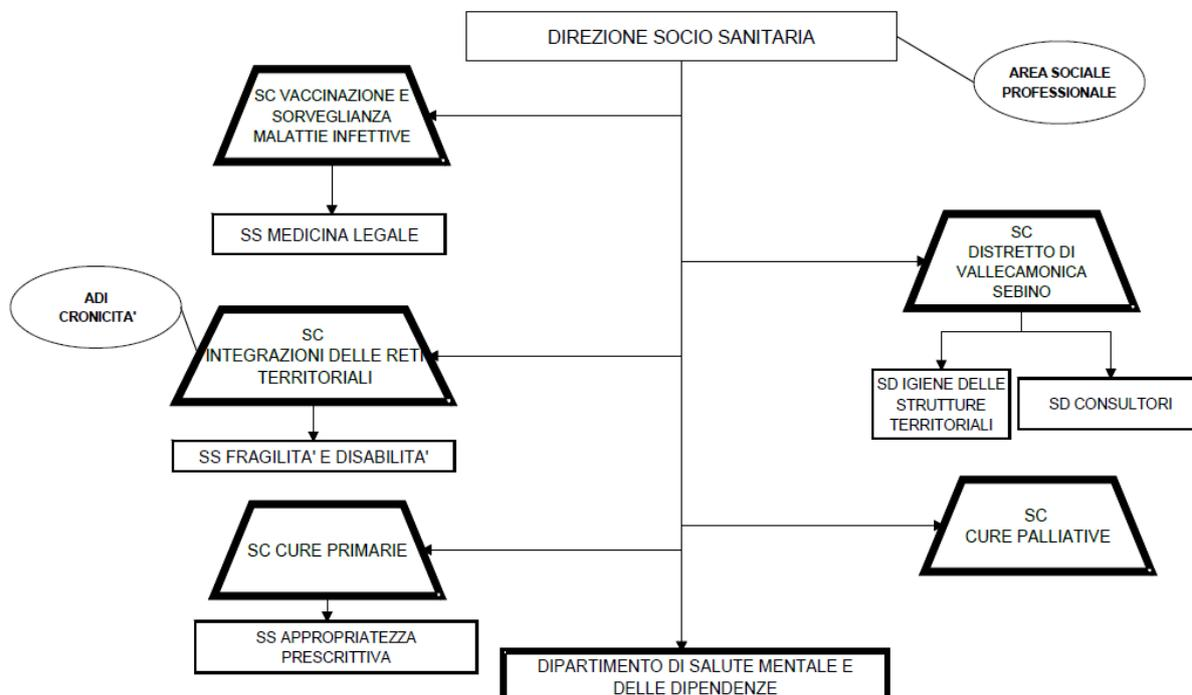 DIREZIONE SOCIO SANITARIA
AREA SOCIALE
PROFESSIONALE
SC VACCINAZIONE E
SORVEGLIANZA
MALATTIE INFETTIVE
SS MEDICINA LEGALE
SC
DISTRETTO DI
VALLECAMONICA
SEBINO
ADI
CRONICITA'
SC
INTEGRAZIONI DELLE RETI
TERRITORIALI
SD IGIENE DELLE
STRUTTURE
TERRITORIALI
SD CONSULTORI
SS FRAGILITA' E DISABILITA'
SC
CURE PALLIATIVE
SC CURE PRIMARIE
SS APPROPRIATEZZA
PRESCRITTIVA
DIPARTIMENTO DI SALUTE MENTALE E
DELLE DIPENDENZE